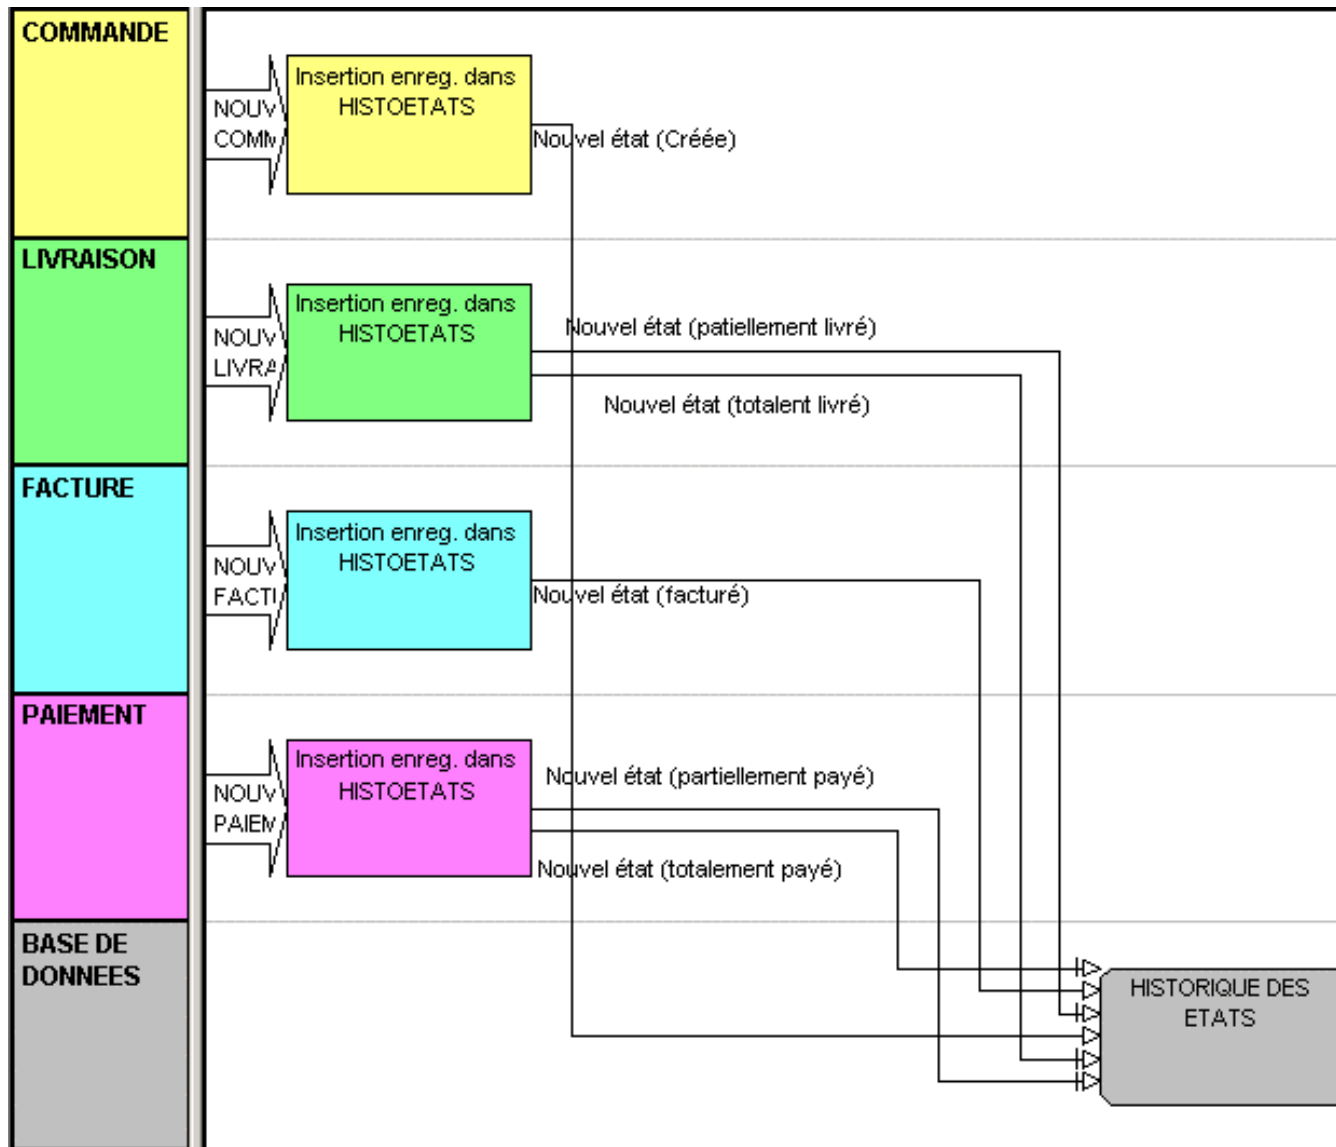 COMMANDE
Insertion enreg. dans
HISTOETATS
NOUV
COMM
Nouvel état (Créée)
LIVRAISON
Insertion enreg. dans
HISTOETATS
NOUV
LIVRA
Nouvel état (patiellement livré)
Nouvel état (totalent livré)
FACTURE
Insertion enreg. dans
HISTOETATS
NOUV
FACTU
Nouvel état (facturé)
PAIEMENT
Insertion enreg. dans
HISTOETATS
NOUV
PAIEM
Nouvel état (partiellement payé)
Nouvel état (totalement payé)
BASE DE
DONNEES
HISTORIQUE DES
ETATS